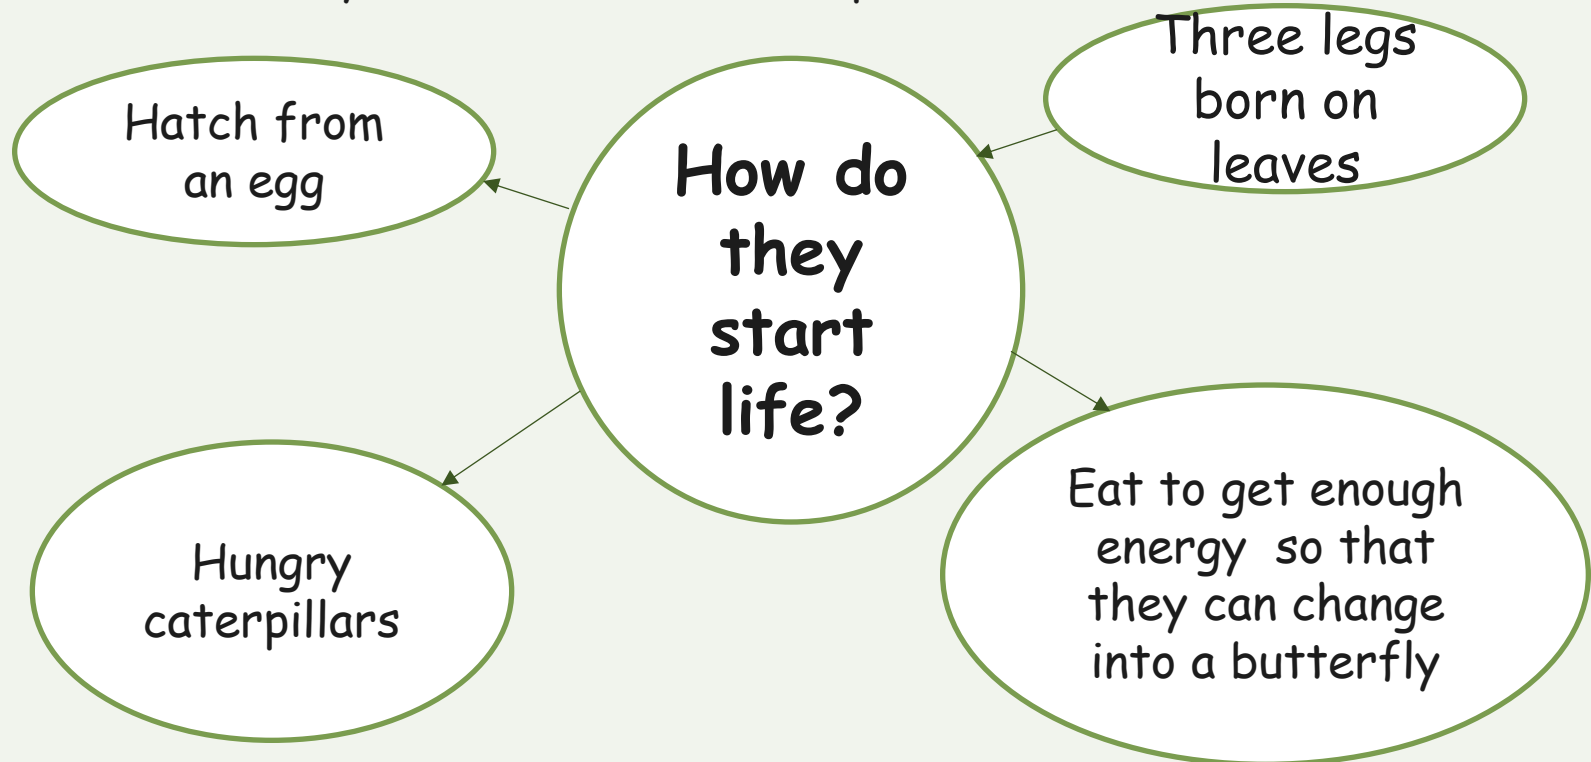 Three legs
born on
leaves
Hatch from
an egg
How do
they
start
life?
Eat to get enough
energy so that
they can change
into a butterfly
Hungry
caterpillars